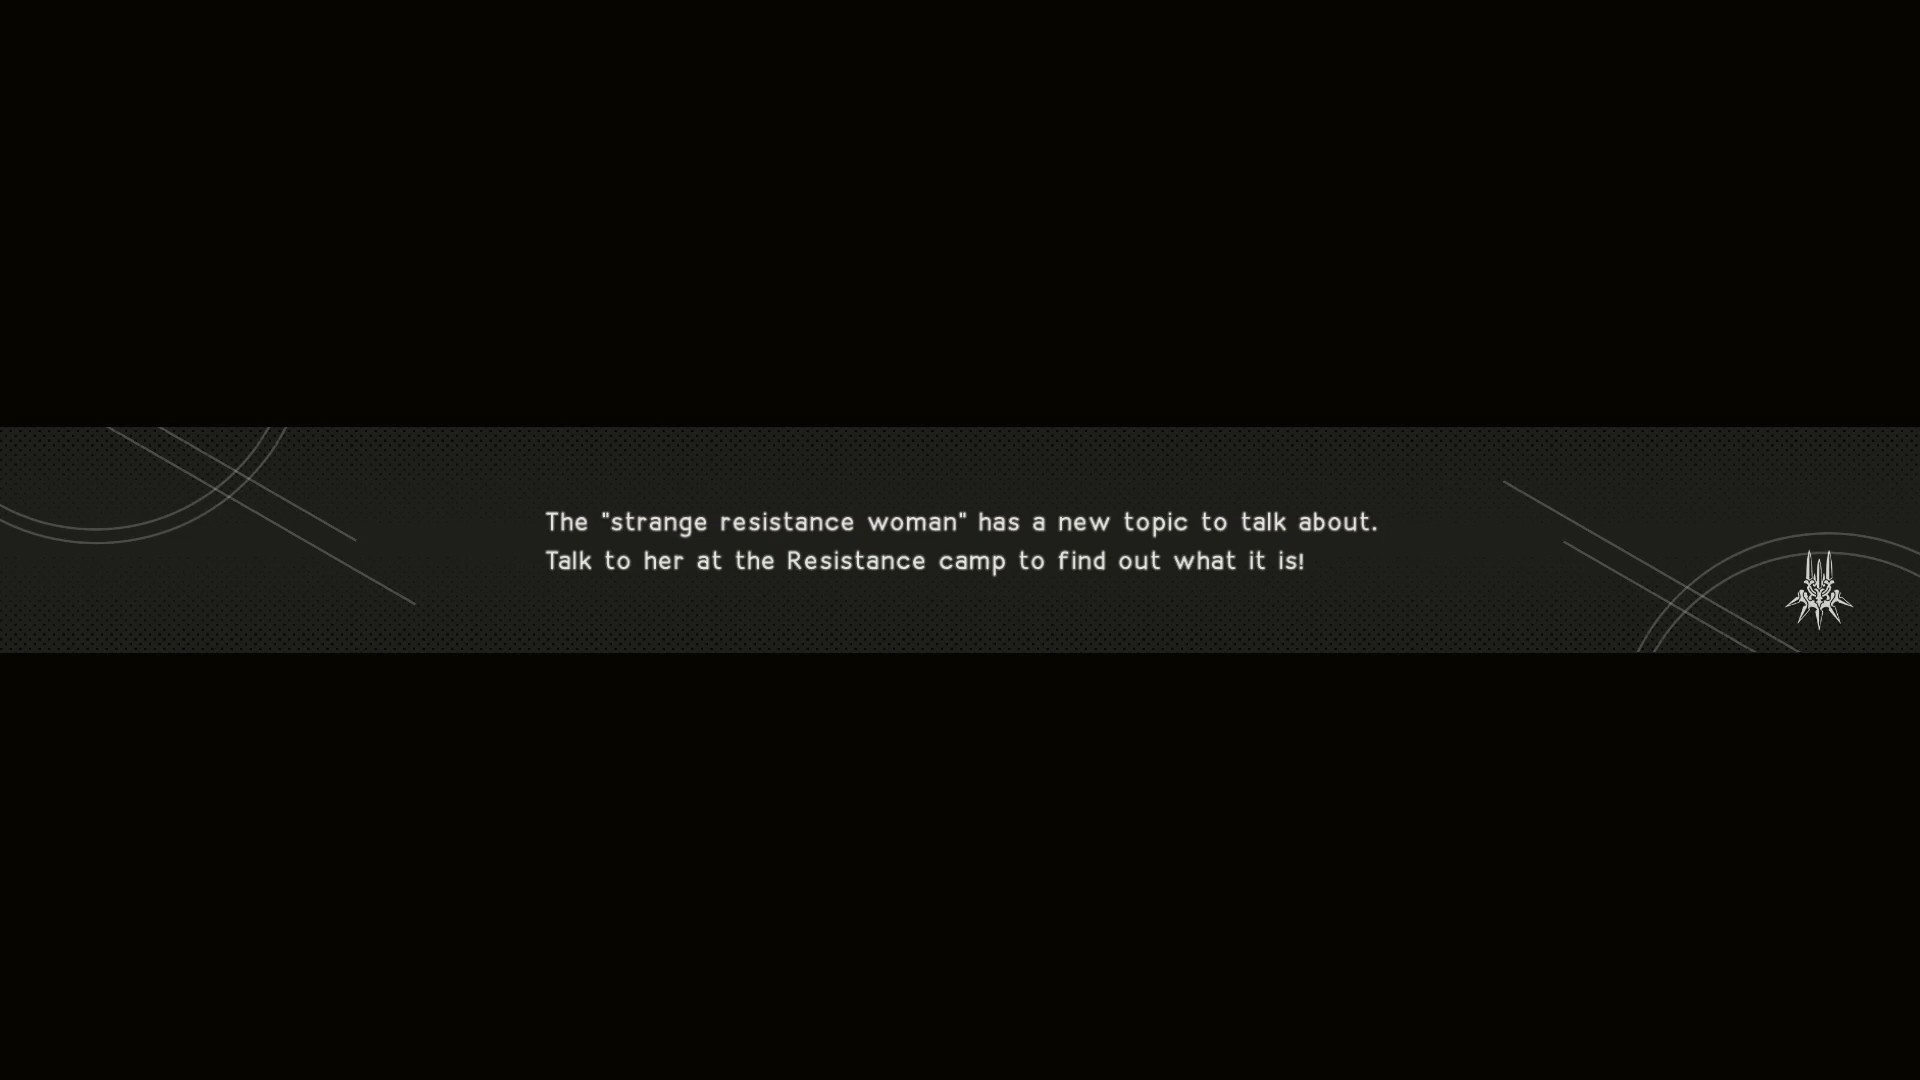 The "strange resistance woman" has a new topic to talk about.
Talk to her at the Resistance camp to find out what it is!